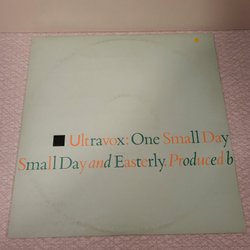 Ultravox: One Small Day
Small Day and Easterly. Produced b